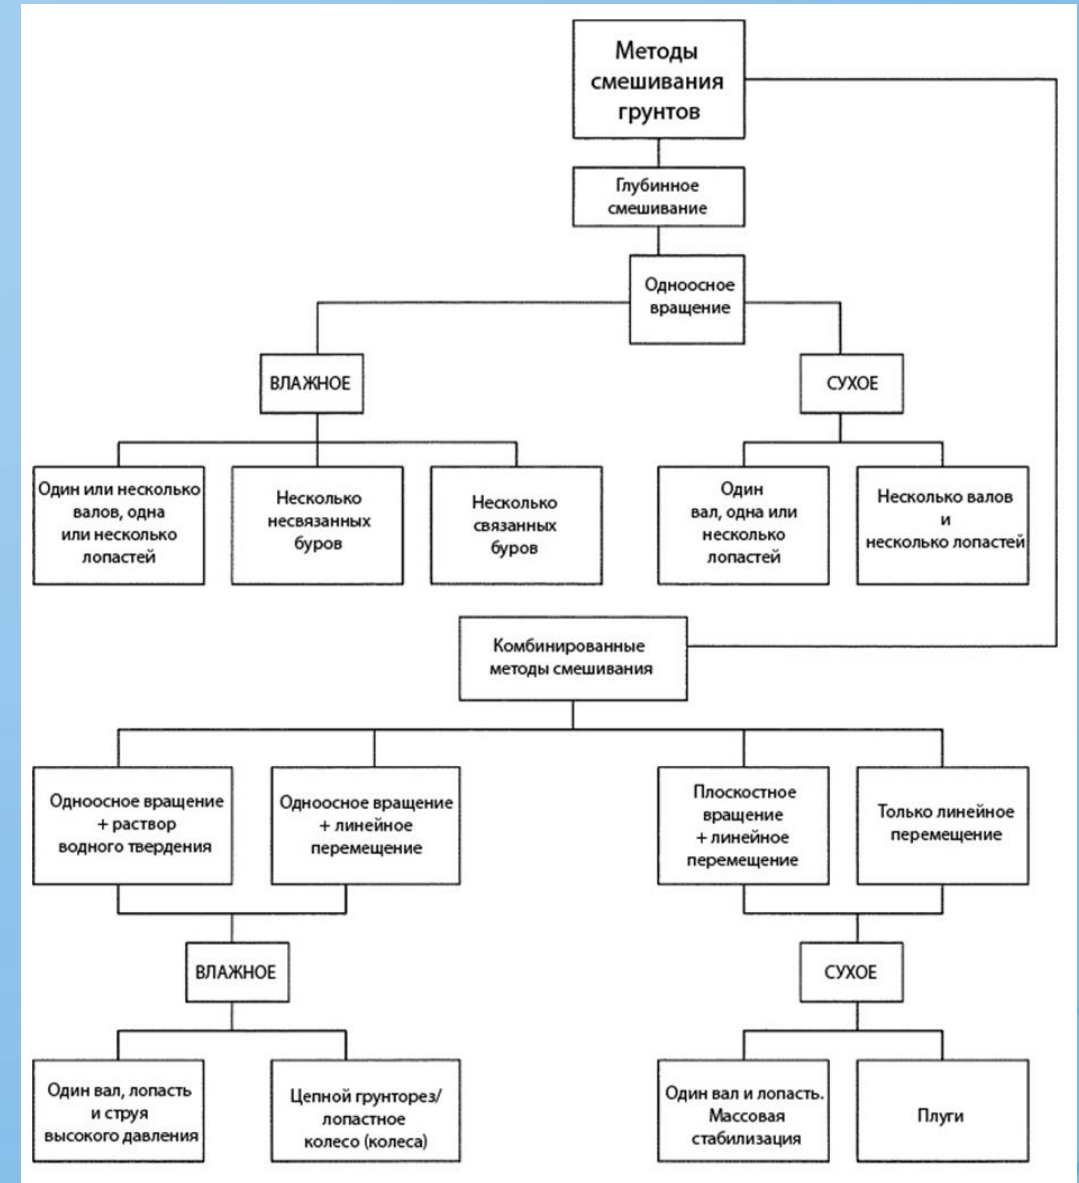 Методы
смешивания
грунтов
Глубинное
смешивание
Одноосное
вращение
ВЛАЖНОЕ
СУХОЕ
Один или несколько
валов, одна
или несколько
лопастей
Несколько
несвязанных
буров
Несколько
связанных
буров
Один
вал, одна или
несколько
лопастей
Несколько валов
и
несколько лопастей
Комбинированные
методы смешивания
Одноосное вращение
+ раствор
водного твердения
Одноосное вращение
+ линейное
перемещение
Плоскостное
вращение
+ линейное
перемещение
Только линейное
перемещение
ВЛАЖНОЕ
СУХОЕ
Один вал, лопасть
и струя
высокого давления
Цепной грунторез/
лопастное
колесо (колеса)
Один вал и лопасть.
Массовая
стабилизация
Плуги